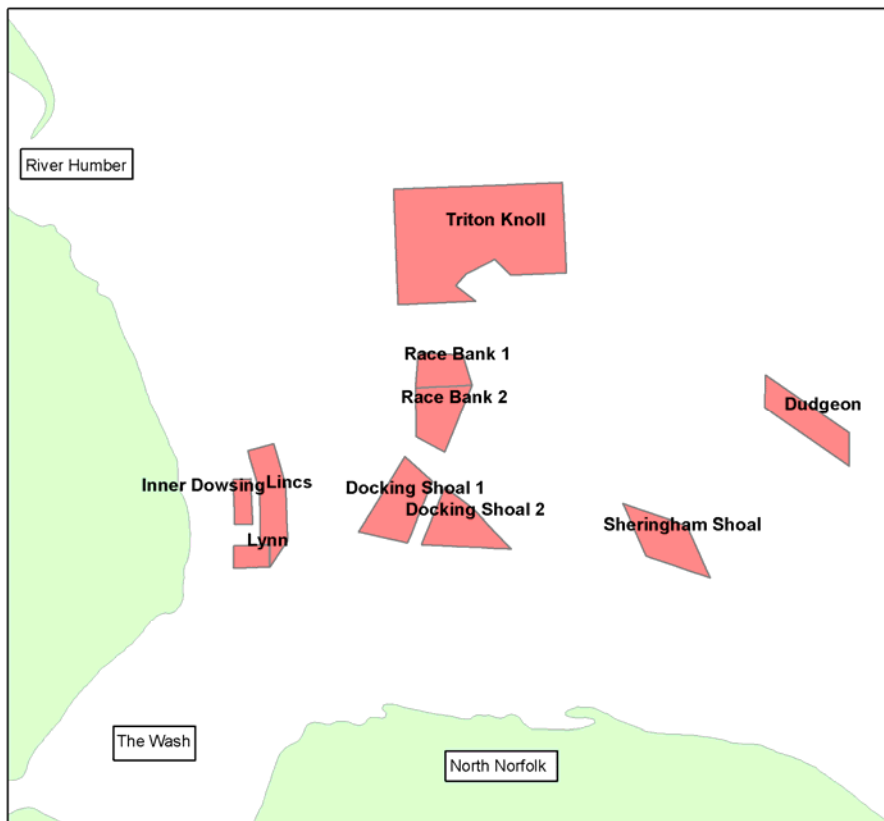 River Humber
Triton Knoll
Race Bank 1
Race Bank 2
Dudgeon
Inner Dowsing
Lincs
Docking Shoal 1
Docking Shoal 2
Sheringham Shoal
Lynn
The Wash
North Norfolk